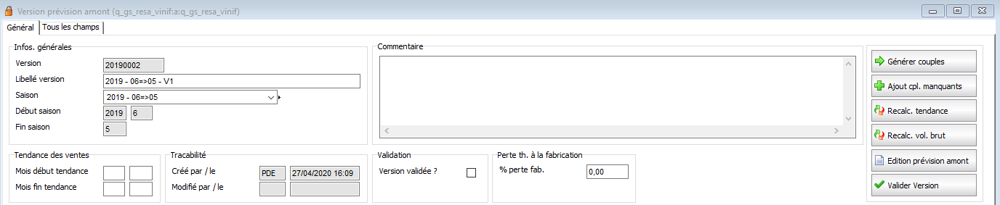 Version prévision amont (q_gs_resa_vinif:a:q_gs_resa_vinif)
Général Tous les champs
Infos. générales
Version 20190002
Libellé version 2019 - 06=>05 - V1
Saison 2019 - 06=>05
Début saison 2019 6
Fin saison 5
Commentaire
Générer couples
Ajout cpl. manquants
Recalc. tendance
Recalc. vol. brut
Edition prévision amont
Valider Version
Tendance des ventes
Mois début tendance
Mois fin tendance
Tracabilité
Créé par / le PDE 27/04/2020 16:09
Modifié par / le
Validation
Version validée ?
Perte th. à la fabrication
% perte fab. 0,00